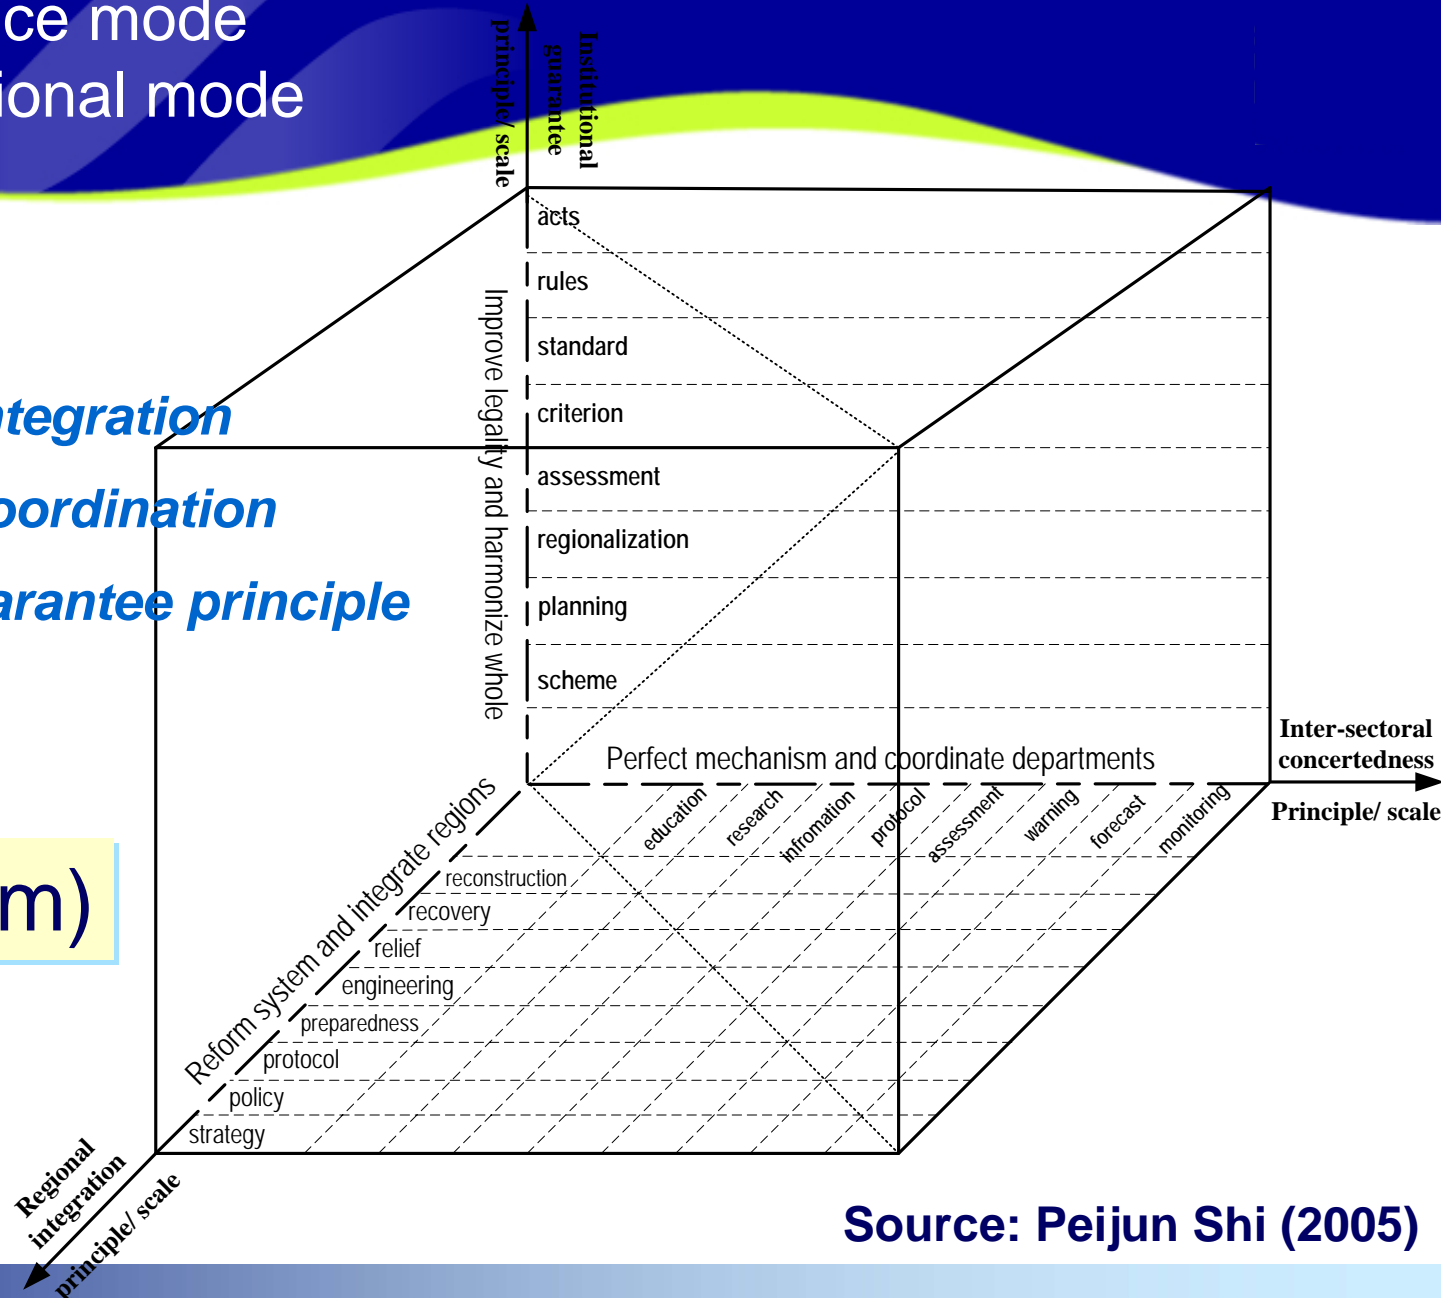 ce mode
ional mode
Institutional
guarantee
principle/ scale
acts
rules
standard
criterion
assessment
regionalization
planning
scheme
Improve legality and harmonize whole
ntegration
oordination
arantee principle
Inter-sectoral
concertedness
Principle/ scale
Perfect mechanism and coordinate departments
education
research
infromation
protocol
assessment
warning
forecast
monitoring
m)
Reform system and integrate regions
reconstruction
recovery
relief
engineering
preparedness
protocol
policy
strategy
Regional
integration
principle/ scale
Source: Peijun Shi (2005)